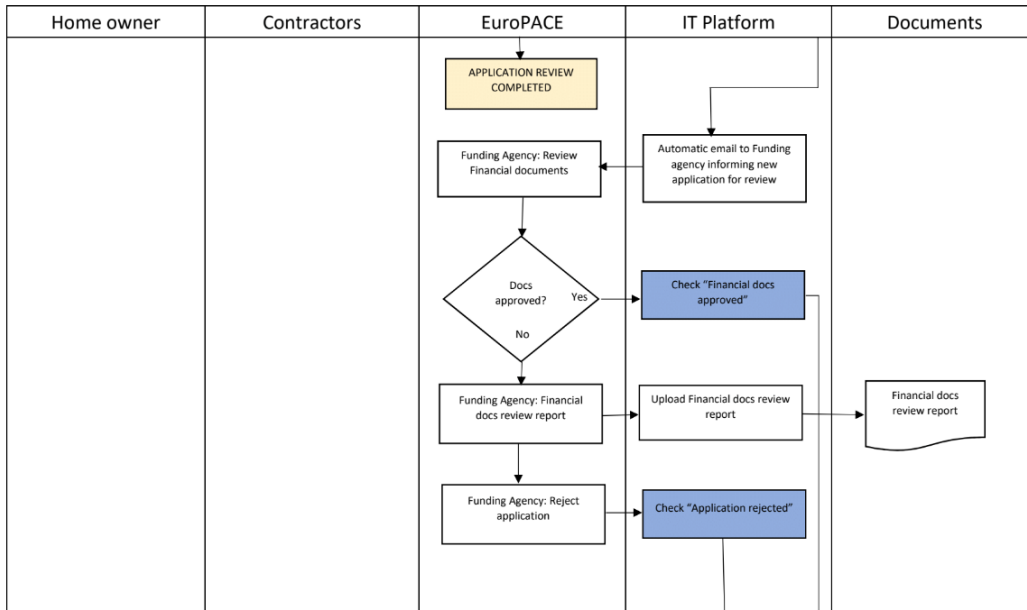 Home owner
Contractors
EuroPACE
IT Platform
Documents
APPLICATION REVIEW
COMPLETED
Funding Agency: Review
Financial documents
Automatic email to Funding
agency informing new
application for review
Docs
approved?
Yes
No
Check “Financial docs
approved”
Funding Agency: Financial
docs review report
Upload Financial docs review
report
Financial docs
review report
Funding Agency: Reject
application
Check “Application rejected”